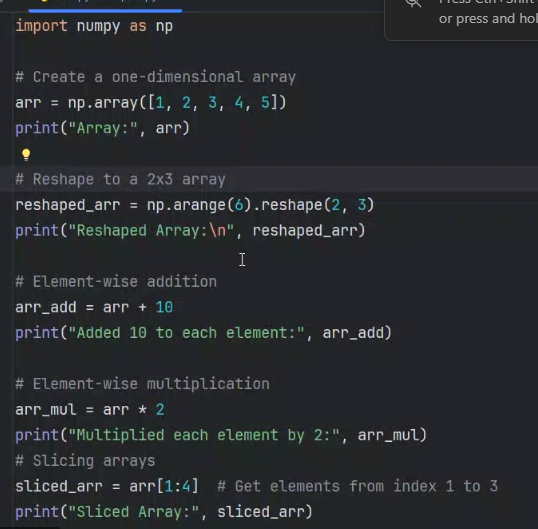 Press Ctrl+Shift
or press and hol
import numpy as np
# Create a one-dimensional array
arr = np.array([1, 2, 3, 4, 5])
print("Array:", arr)
# Reshape to a 2x3 array
reshaped_arr = np.arange(6).reshape(2, 3)
print("Reshaped Array:\n", reshaped_arr)
# Element-wise addition
arr_add = arr + 10
print("Added 10 to each element:", arr_add)
# Element-wise multiplication
arr_mul = arr * 2
print("Multiplied each element by 2:", arr_mul)
# Slicing arrays
sliced_arr = arr[1:4]  # Get elements from index 1 to 3
print("Sliced Array:", sliced_arr)